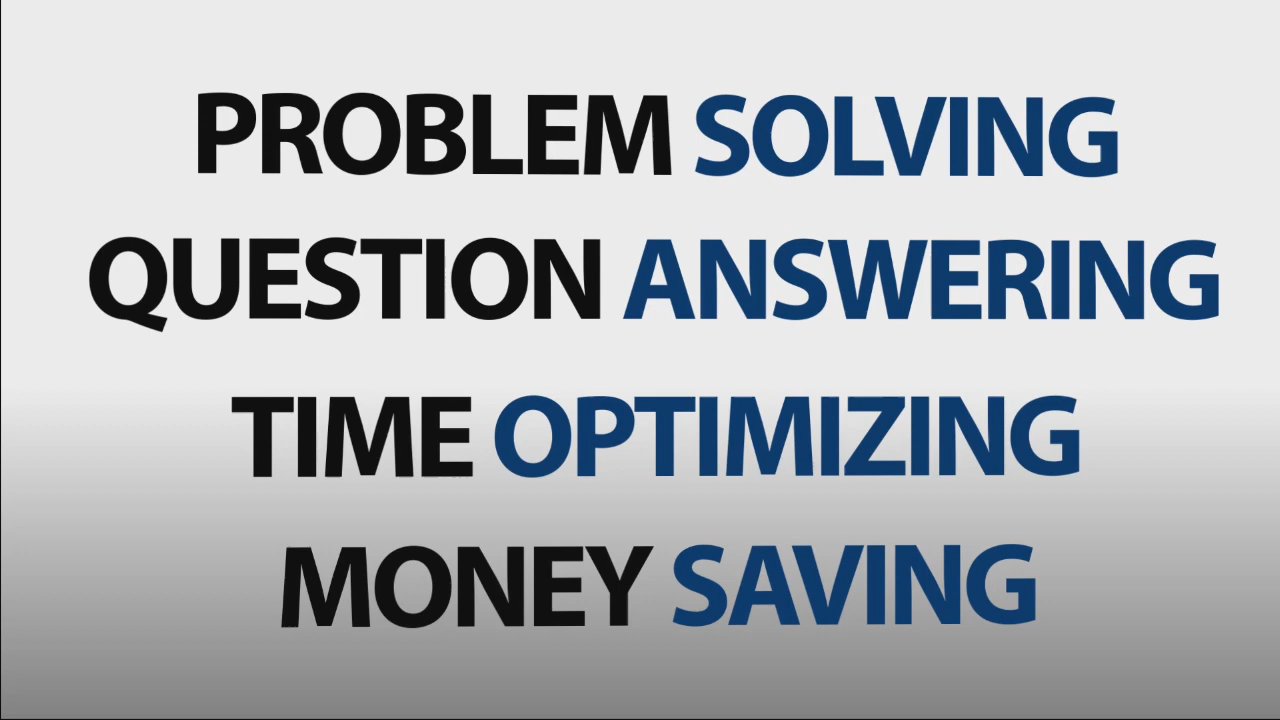 PROBLEM SOLVING
QUESTION ANSWERING
TIME OPTIMIZING
MONEY SAVING